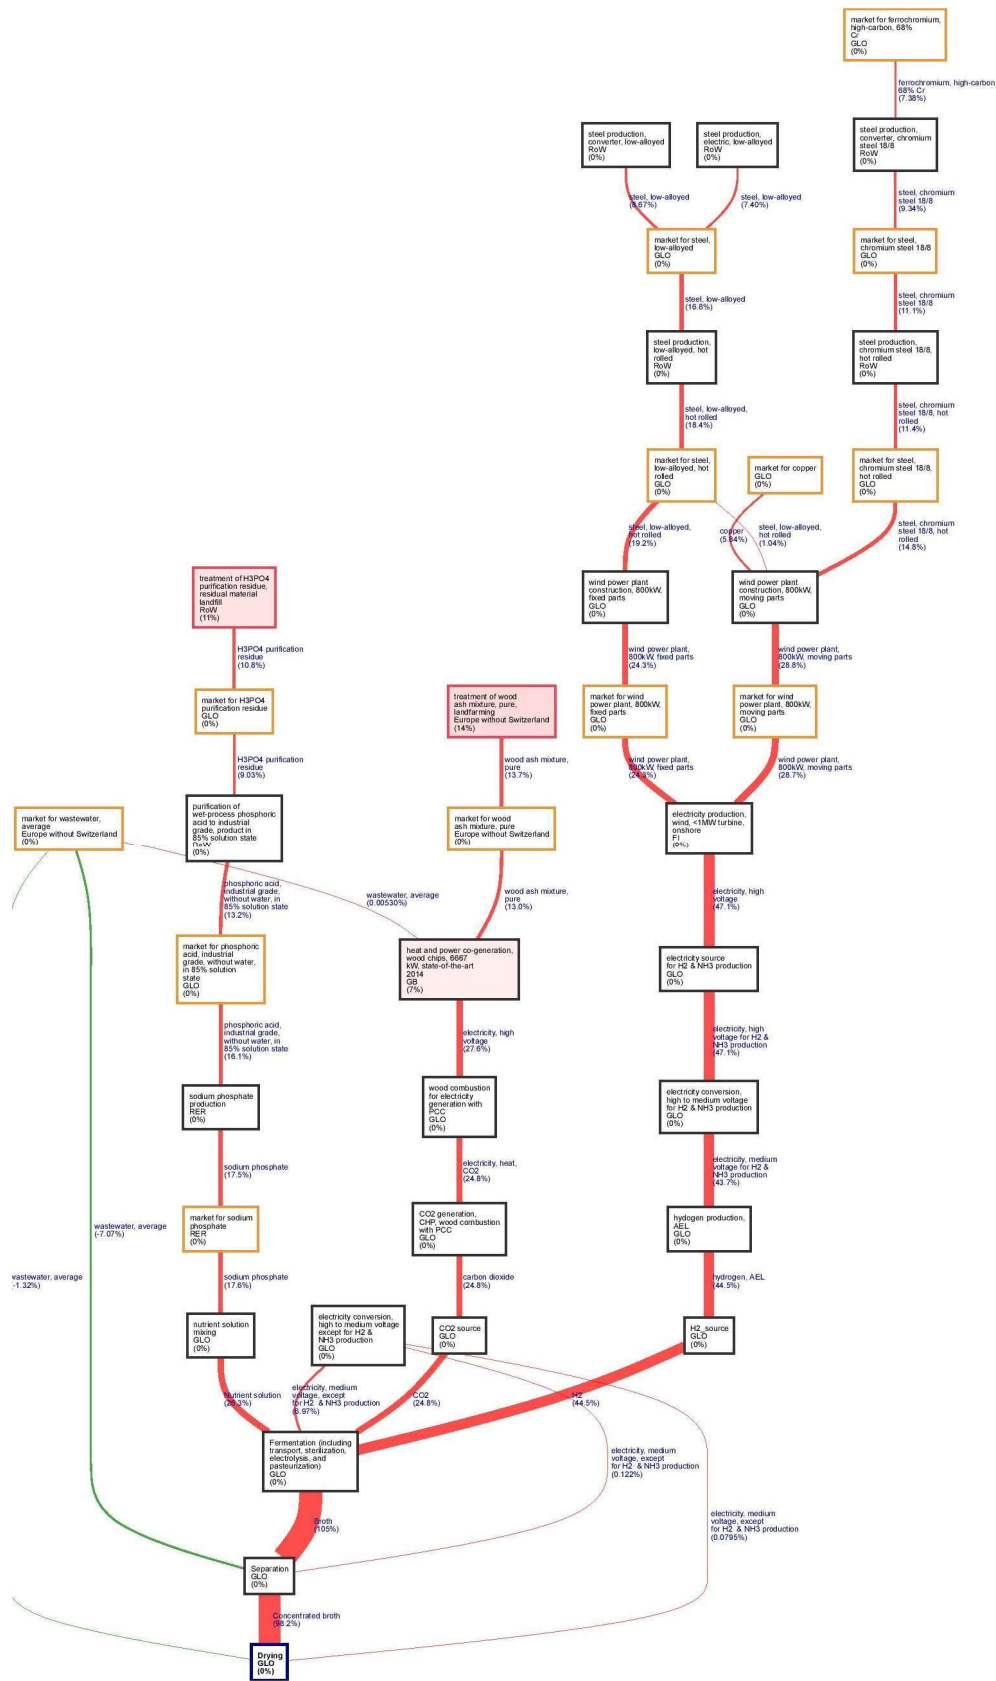 market for ferrochromium,
high-carbon, 68%
Cr
GLO
(0%)
ferrochromium, high-carbon
68% Cr
(7.38%)
steel production,
converter, low-alloyed
RoW
(0%)
steel production,
electric, low-alloyed
RoW
(0%)
steel production,
converter, chromium
steel 18/8
RoW
(0%)
steel, low-alloyed
(8.67%)
steel, low-alloyed
(7.40%)
steel, chromium
steel 18/8
(9.34%)
market for steel,
low-alloyed
GLO
(0%)
market for steel,
chromium steel 18/8
GLO
(0%)
steel, low-alloyed
(16.8%)
steel, chromium
steel 18/8
(11.1%)
steel production,
low-alloyed, hot
rolled
RoW
(0%)
steel production,
chromium steel 18/8,
hot rolled
RoW
(0%)
steel, low-alloyed,
hot rolled
(18.4%)
steel, chromium
steel 18/8, hot
rolled
(11.4%)
market for steel,
low-alloyed, hot
rolled
GLO
(0%)
market for copper
GLO
(0%)
market for steel,
chromium steel 18/8,
hot rolled
GLO
(0%)
steel, low-alloyed,
hot rolled
(19.2%)
copper
(5.84%)
steel, low-alloyed,
hot rolled
(1.04%)
steel, chromium
steel 18/8, hot
rolled
(14.8%)
treatment of H3PO4
purification residue,
residual material
landfill
RoW
(11%)
wind power plant
construction, 800kW,
fixed parts
GLO
(0%)
wind power plant
construction, 800kW,
moving parts
GLO
(0%)
H3PO4 purification
residue
(10.8%)
wind power plant,
800kW, fixed parts
(24.3%)
wind power plant,
800kW, moving parts
(28.8%)
market for H3PO4
purification residue
GLO
(0%)
treatment of wood
ash mixture, pure,
landfarming
Europe without Switzerland
(14%)
market for wind
power plant, 800kW,
fixed parts
GLO
(0%)
market for wind
power plant, 800kW,
moving parts
GLO
(0%)
H3PO4 purification
residue
(9.03%)
wood ash mixture,
pure
(13.7%)
wind power plant,
800kW, fixed parts
(24.3%)
wind power plant,
800kW, moving parts
(28.7%)
market for wastewater,
average
Europe without Switzerland
(0%)
purification of
wet-process phosphoric
acid to industrial
grade, product in
85% solution state
RoW
(0%)
market for wood
ash mixture, pure
Europe without Switzerland
(0%)
electricity production,
wind, <1MW turbine,
onshore
FI
(0%)
phosphoric acid,
industrial grade,
without water, in
85% solution state
(13.2%)
wastewater, average
(0.00530%)
wood ash mixture,
pure
(13.0%)
electricity, high
voltage
(47.1%)
market for phosphoric
acid, industrial
grade, without water,
in 85% solution
state
GLO
(0%)
heat and power co-generation,
wood chips, 6667
kW, state-of-the-art
2014
GB
(7%)
electricity source
for H2 & NH3 production
GLO
(0%)
phosphoric acid,
industrial grade,
without water, in
85% solution state
(16.1%)
electricity, high
voltage
(27.6%)
electricity, high
voltage for H2 &
NH3 production
(47.1%)
sodium phosphate
production
RER
(0%)
wood combustion
for electricity
generation with
PCC
GLO
(0%)
electricity conversion,
high to medium voltage
for H2 & NH3 production
GLO
(0%)
sodium phosphate
(17.5%)
electricity, heat,
CO2
(24.8%)
electricity, medium
voltage for H2 &
NH3 production
(43.7%)
wastewater, average
(-7.07%)
market for sodium
phosphate
RER
(0%)
CO2 generation,
CHP, wood combustion
with PCC
GLO
(0%)
hydrogen production,
AEL
GLO
(0%)
wastewater, average
-1.32%)
sodium phosphate
(17.6%)
carbon dioxide
(24.8%)
hydrogen, AEL
(44.5%)
nutrient solution
mixing
GLO
(0%)
electricity conversion,
high to medium voltage
except for H2 &
NH3 production
GLO
(0%)
CO2 source
GLO
(0%)
H2_source
GLO
(0%)
Nutrient solution
(28.3%)
electricity, medium
voltage, except
for H2 & NH3 production
(6.97%)
CO2
(24.8%)
H2
(44.5%)
Fermentation (including
transport, sterilization,
electrolysis, and
pasteurization)
GLO
(0%)
electricity, medium
voltage, except
for H2 & NH3 production
(0.122%)
Broth
(105%)
electricity, medium
voltage, except
for H2 & NH3 production
(0.0795%)
Separation
GLO
(0%)
Concentrated broth
(98.2%)
Drying
GLO
(0%)